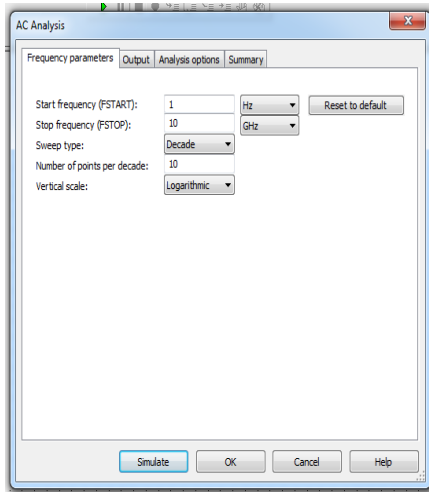 AC Analysis
Frequency parameters Output Analysis options Summary
Start frequency (FSTART): 1 Hz Reset to default
Stop frequency (FSTOP): 10 GHz
Sweep type: Decade
Number of points per decade: 10
Vertical scale: Logarithmic
Simulate OK Cancel Help